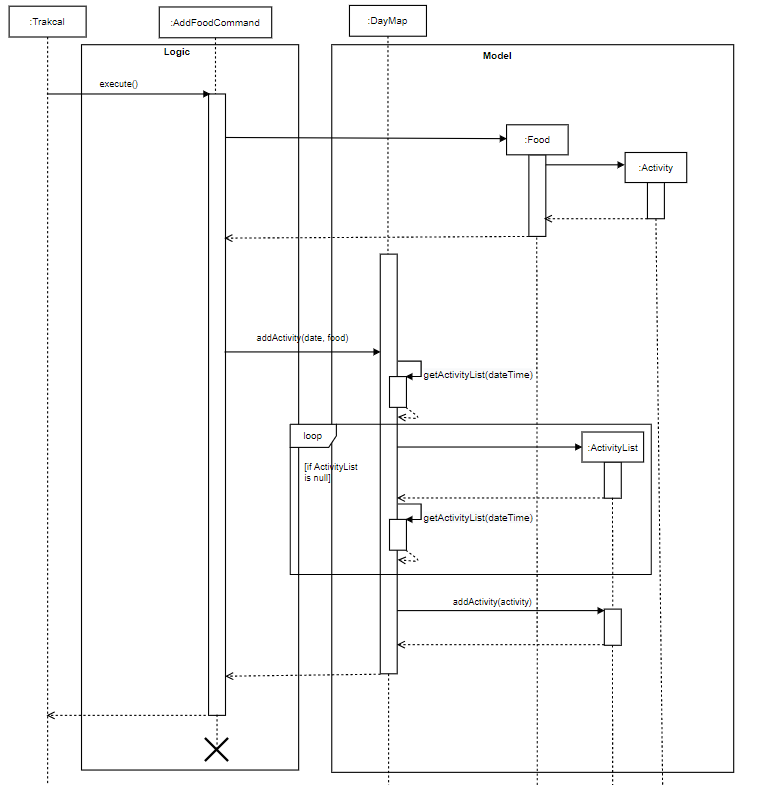 :Trakcal
:AddFoodCommand
:DayMap
Logic
Model
execute()
:Food
:Activity
addActivity(date, food)
getActivityList(dateTime)
loop
[if ActivityList
is null]
:ActivityList
getActivityList(dateTime)
addActivity(activity)